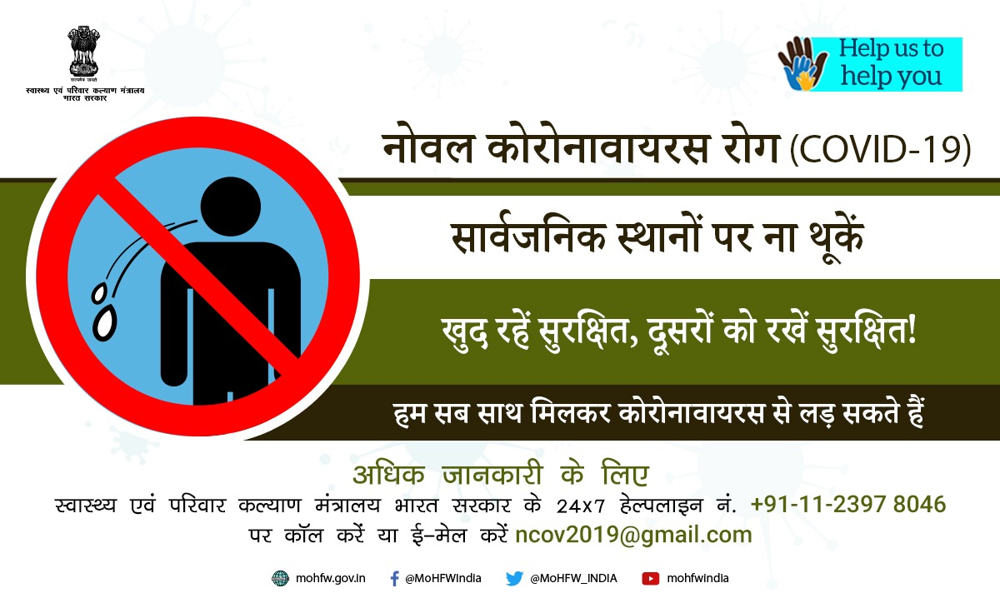 सत्यमेव जयते
स्वास्थ्य एवं परिवार कल्याण मंत्रालय
भारत सरकार
Help us to
help you
नोवल कोरोनावायरस रोग (COVID-19)
सार्वजनिक स्थानों पर ना थूकें
खुद रहें सुरक्षित, दूसरों को रखें सुरक्षित!
हम सब साथ मिलकर कोरोनावायरस से लड़ सकते हैं
अधिक जानकारी के लिए
स्वास्थ्य एवं परिवार कल्याण मंत्रालय भारत सरकार के 24x7 हेल्पलाइन नं. +91-11-2397 8046
पर कॉल करें या ई-मेल करें ncov2019@gmail.com
mohfw.gov.in @MoHFWIndia @MoHFW_INDIA mohfwindia